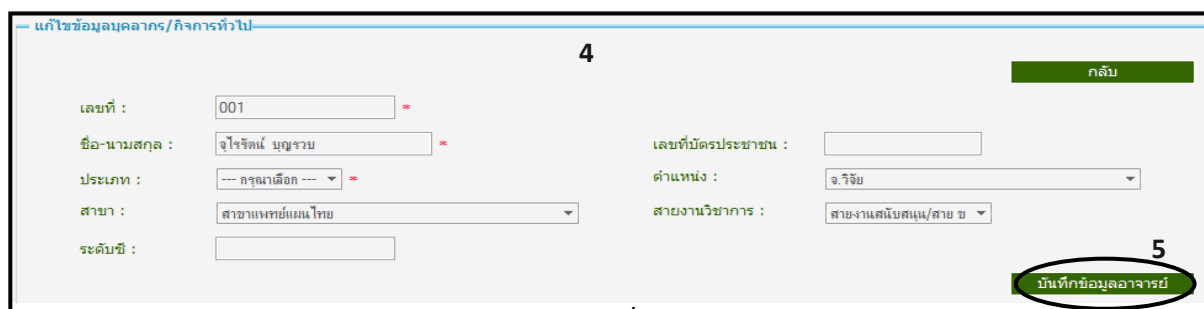 แก้ไขข้อมูลบุคลากร/กิจการทั่วไป
4
กลับ
เลขที่ : 001 *
ชื่อ-นามสกุล : จุไรรัตน์ บุญรวบ * เลขที่บัตรประชาชน :
ประเภท : --- กรุณาเลือก --- * ตำแหน่ง : จ.วิจัย
สาขา : สาขาแพทย์แผนไทย สายงานวิชาการ : สายงานสนับสนุน/สาย ข
ระดับซี :
5
บันทึกข้อมูลอาจารย์